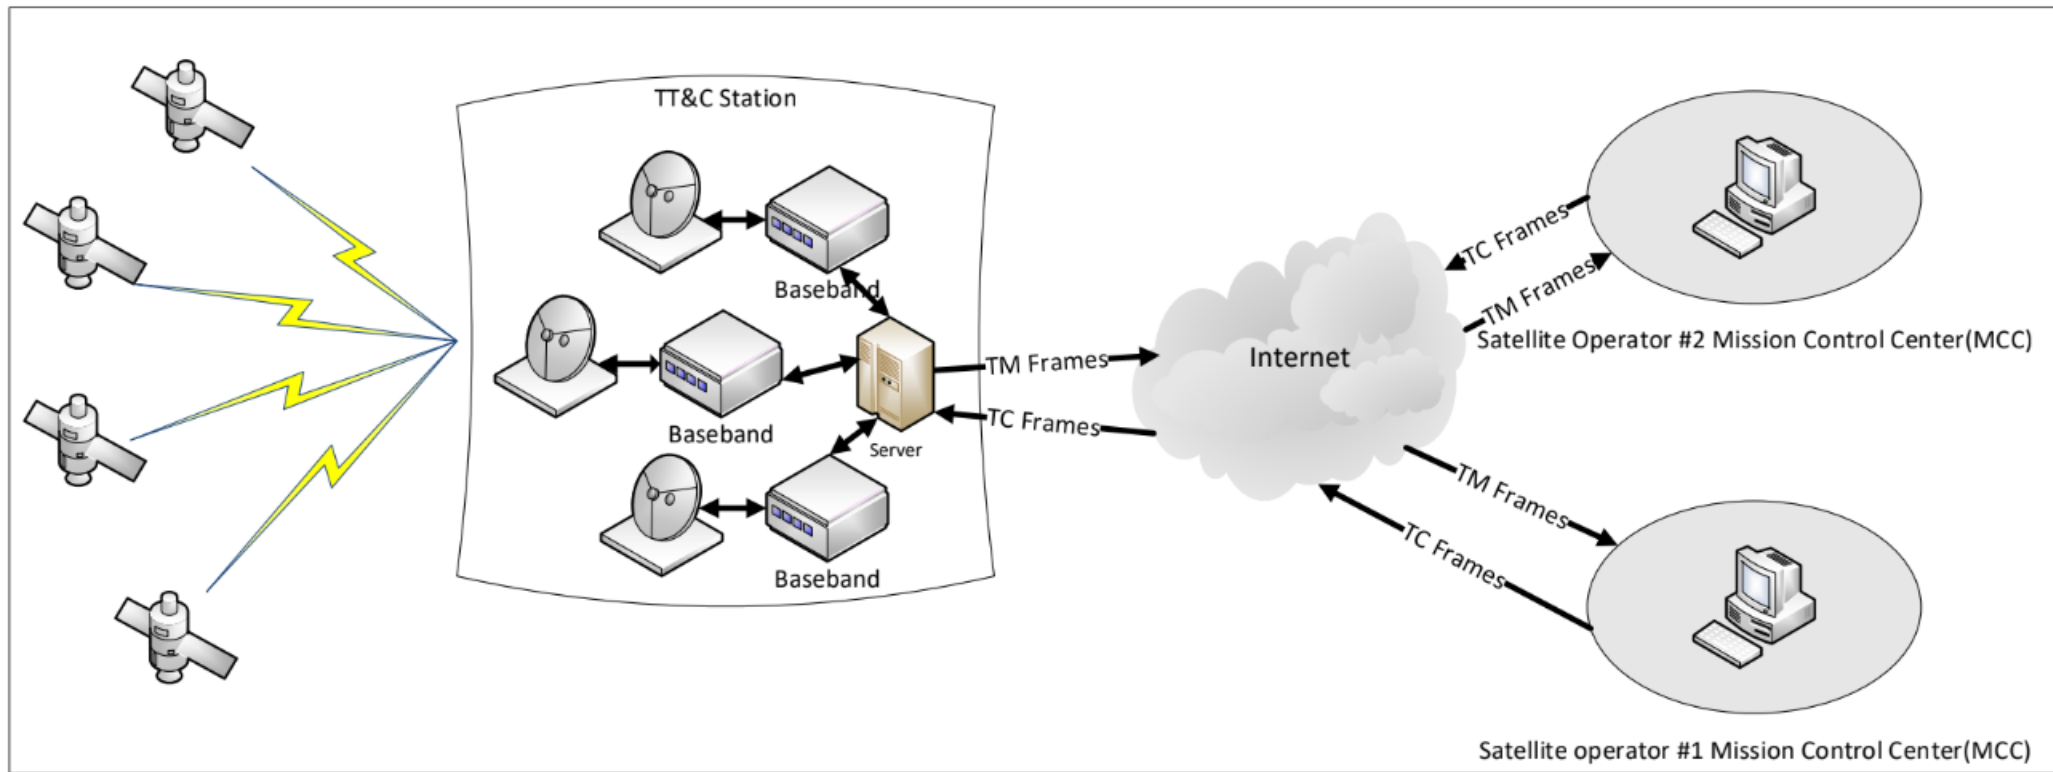 TT&C Station
Baseband
Baseband
Server
Baseband
TM Frames
TC Frames
Internet
TC Frames
TM Frames
Satellite Operator #2 Mission Control Center(MCC)
TM Frames
TC Frames
Satellite operator #1 Mission Control Center(MCC)